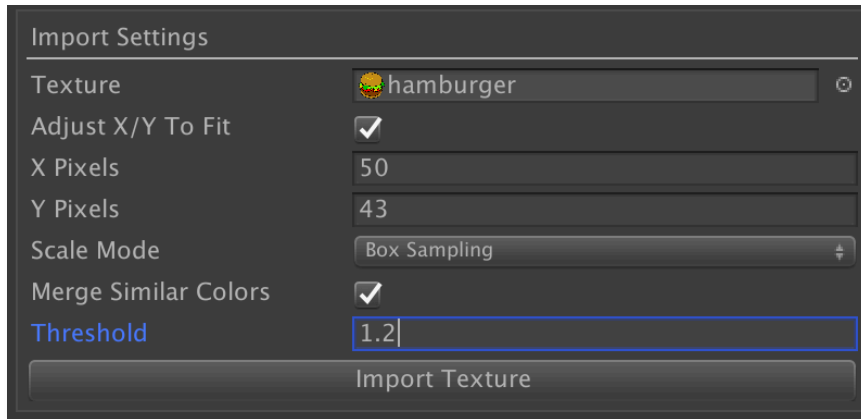 Import Settings
Texture hamburger
Adjust X/Y To Fit
X Pixels 50
Y Pixels 43
Scale Mode Box Sampling
Merge Similar Colors
Threshold 1.2
Import Texture